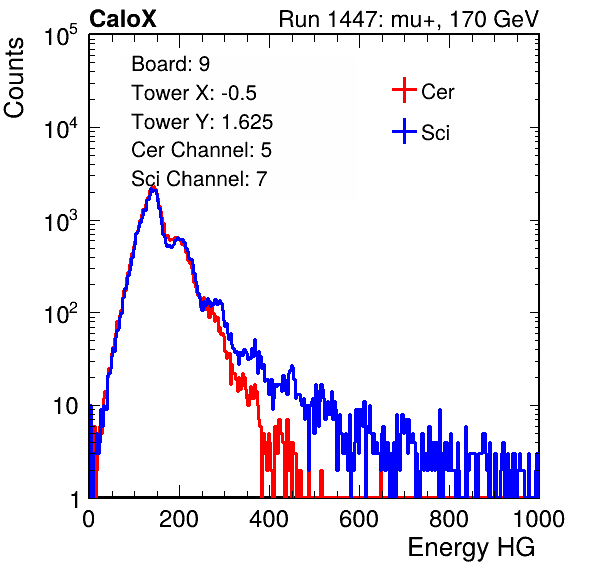 CaloX Run 1447: mu+, 170 GeV
Counts
Board: 9
Tower X: -0.5
Tower Y: 1.625
Cer Channel: 5
Sci Channel: 7
Cer
Sci
10^5
10^4
10^3
10^2
10
1
0 200 400 600 800 1000
Energy HG